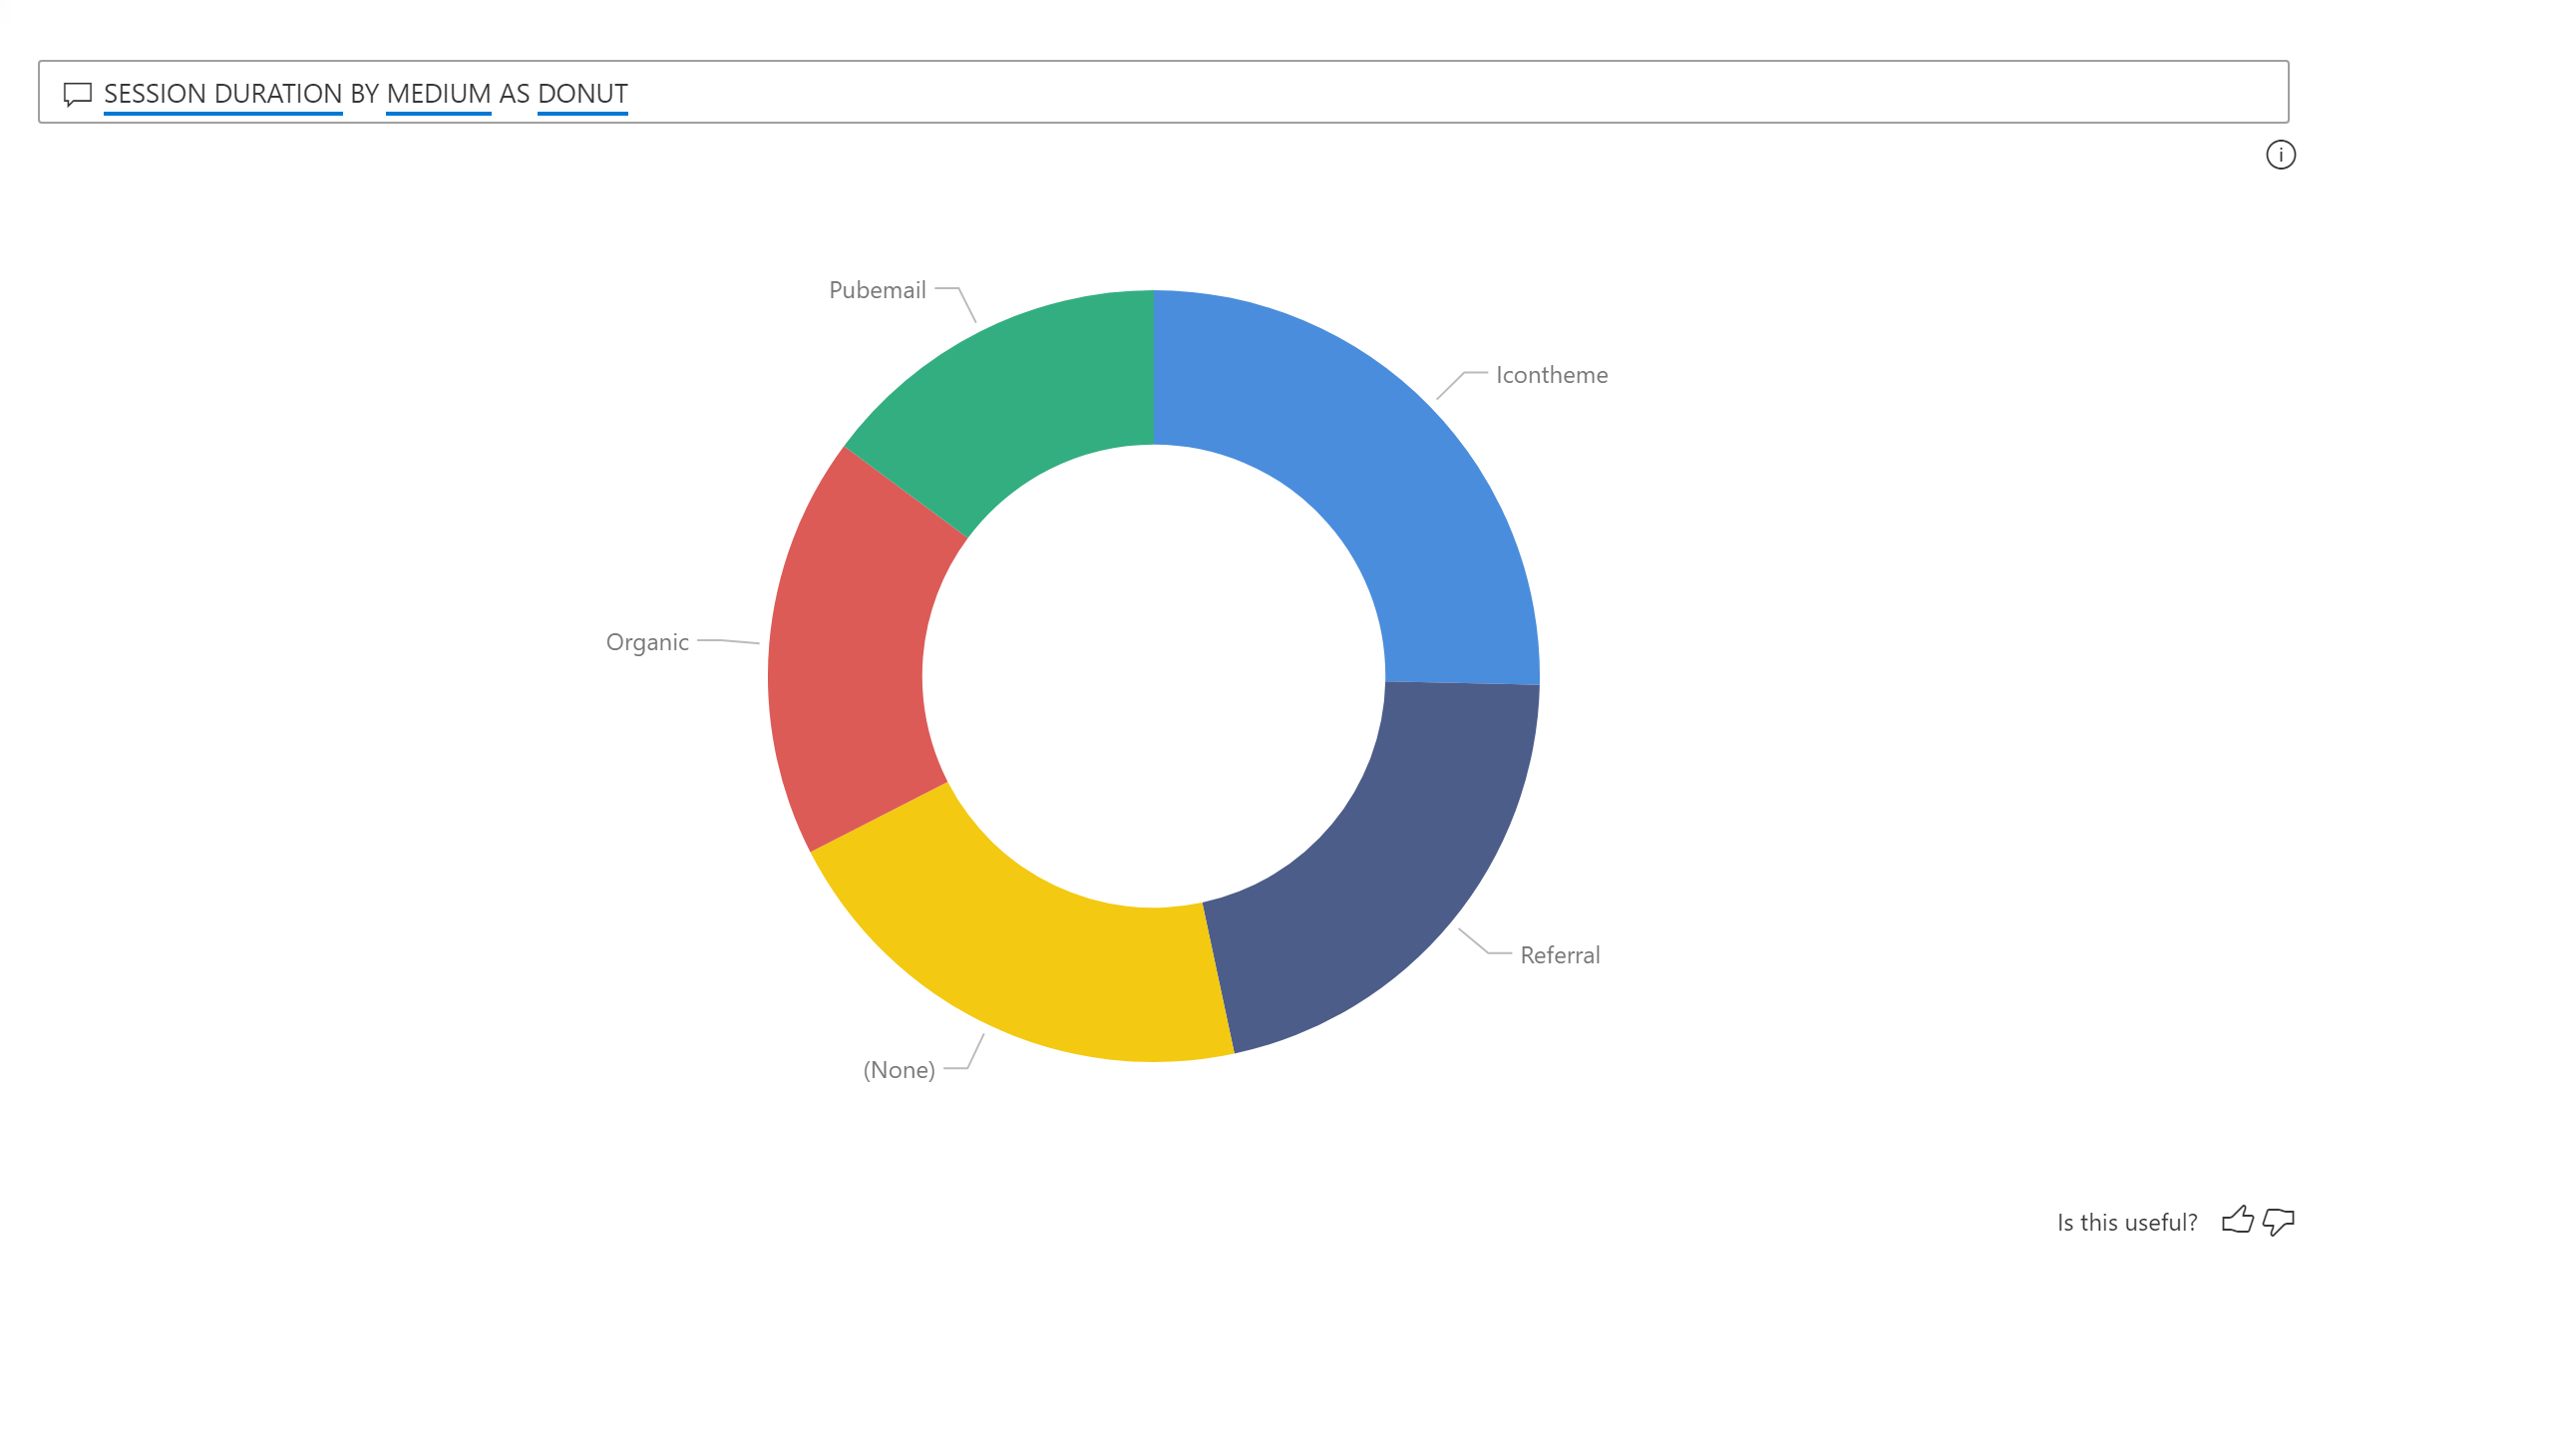 SESSION DURATION BY MEDIUM AS DONUT
Pubemail
Icontheme
Organic
Referral
(None)
Is this useful?